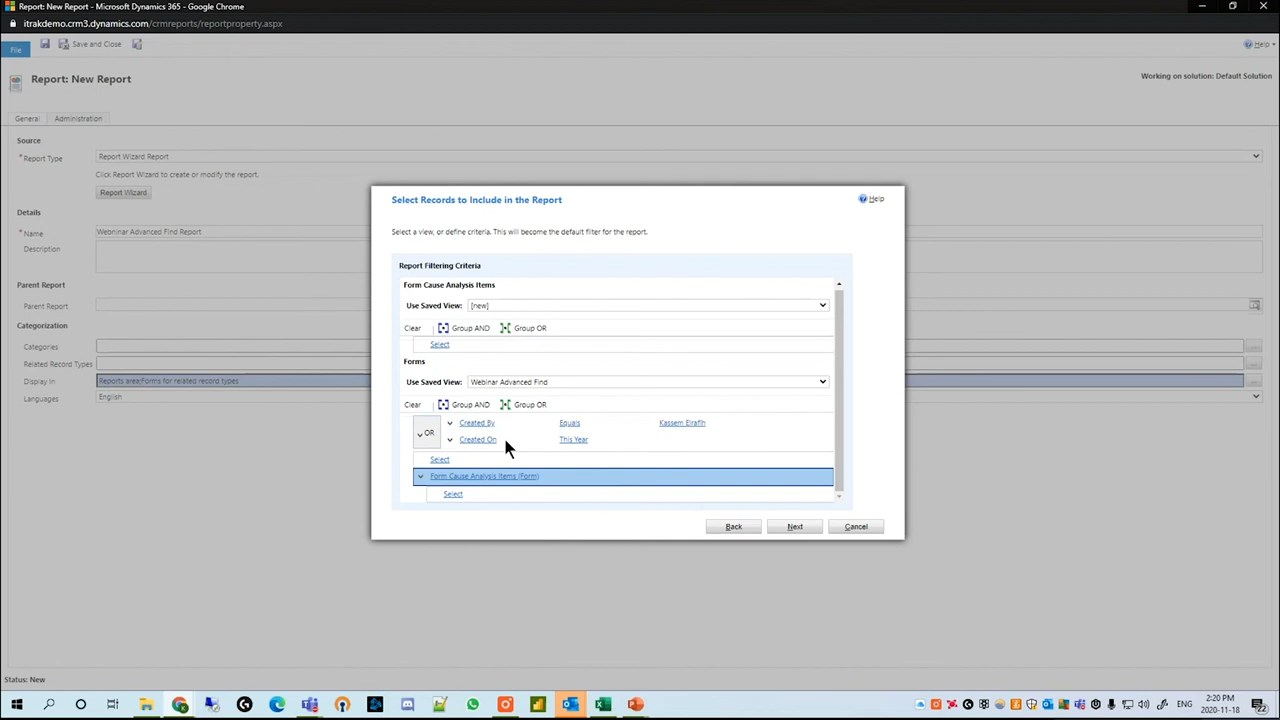 Report: New Report - Microsoft Dynamics 365 - Google Chrome
itrakdemo.crm3.dynamics.com/crmreports/reportproperty.aspx
File
Save and Close
Help
Report: New Report
Working on solution: Default Solution
General
Administration
Source
*Report Type
Report Wizard Report
Click Report Wizard to create or modify the report.
Report Wizard
Details
*Name
Webninar Advanced Find Report
Description
Parent Report
Parent Report
Categorization
Categories
Related Record Types
Display In
Reports area;Forms for related record types
Languages
English
Select Records to Include in the Report
Help
Select a view, or define criteria. This will become the default filter for the report.
Report Filtering Criteria
Form Cause Analysis Items
Use Saved View: [new]
Clear Group AND Group OR
Select
Forms
Use Saved View: Webinar Advanced Find
Clear Group AND Group OR
OR
Created By Equals Kassem Elrafih
Created On This Year
Select
Form Cause Analysis Items (Form)
Select
Back Next Cancel
Status: New
ENG
2:20 PM
2020-11-18